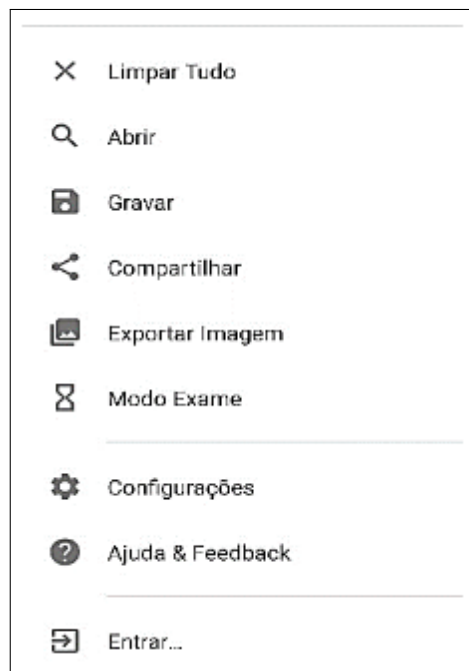 Limpar Tudo
Abrir
Gravar
Compartilhar
Exportar Imagem
Modo Exame
Configurações
Ajuda & Feedback
Entrar...